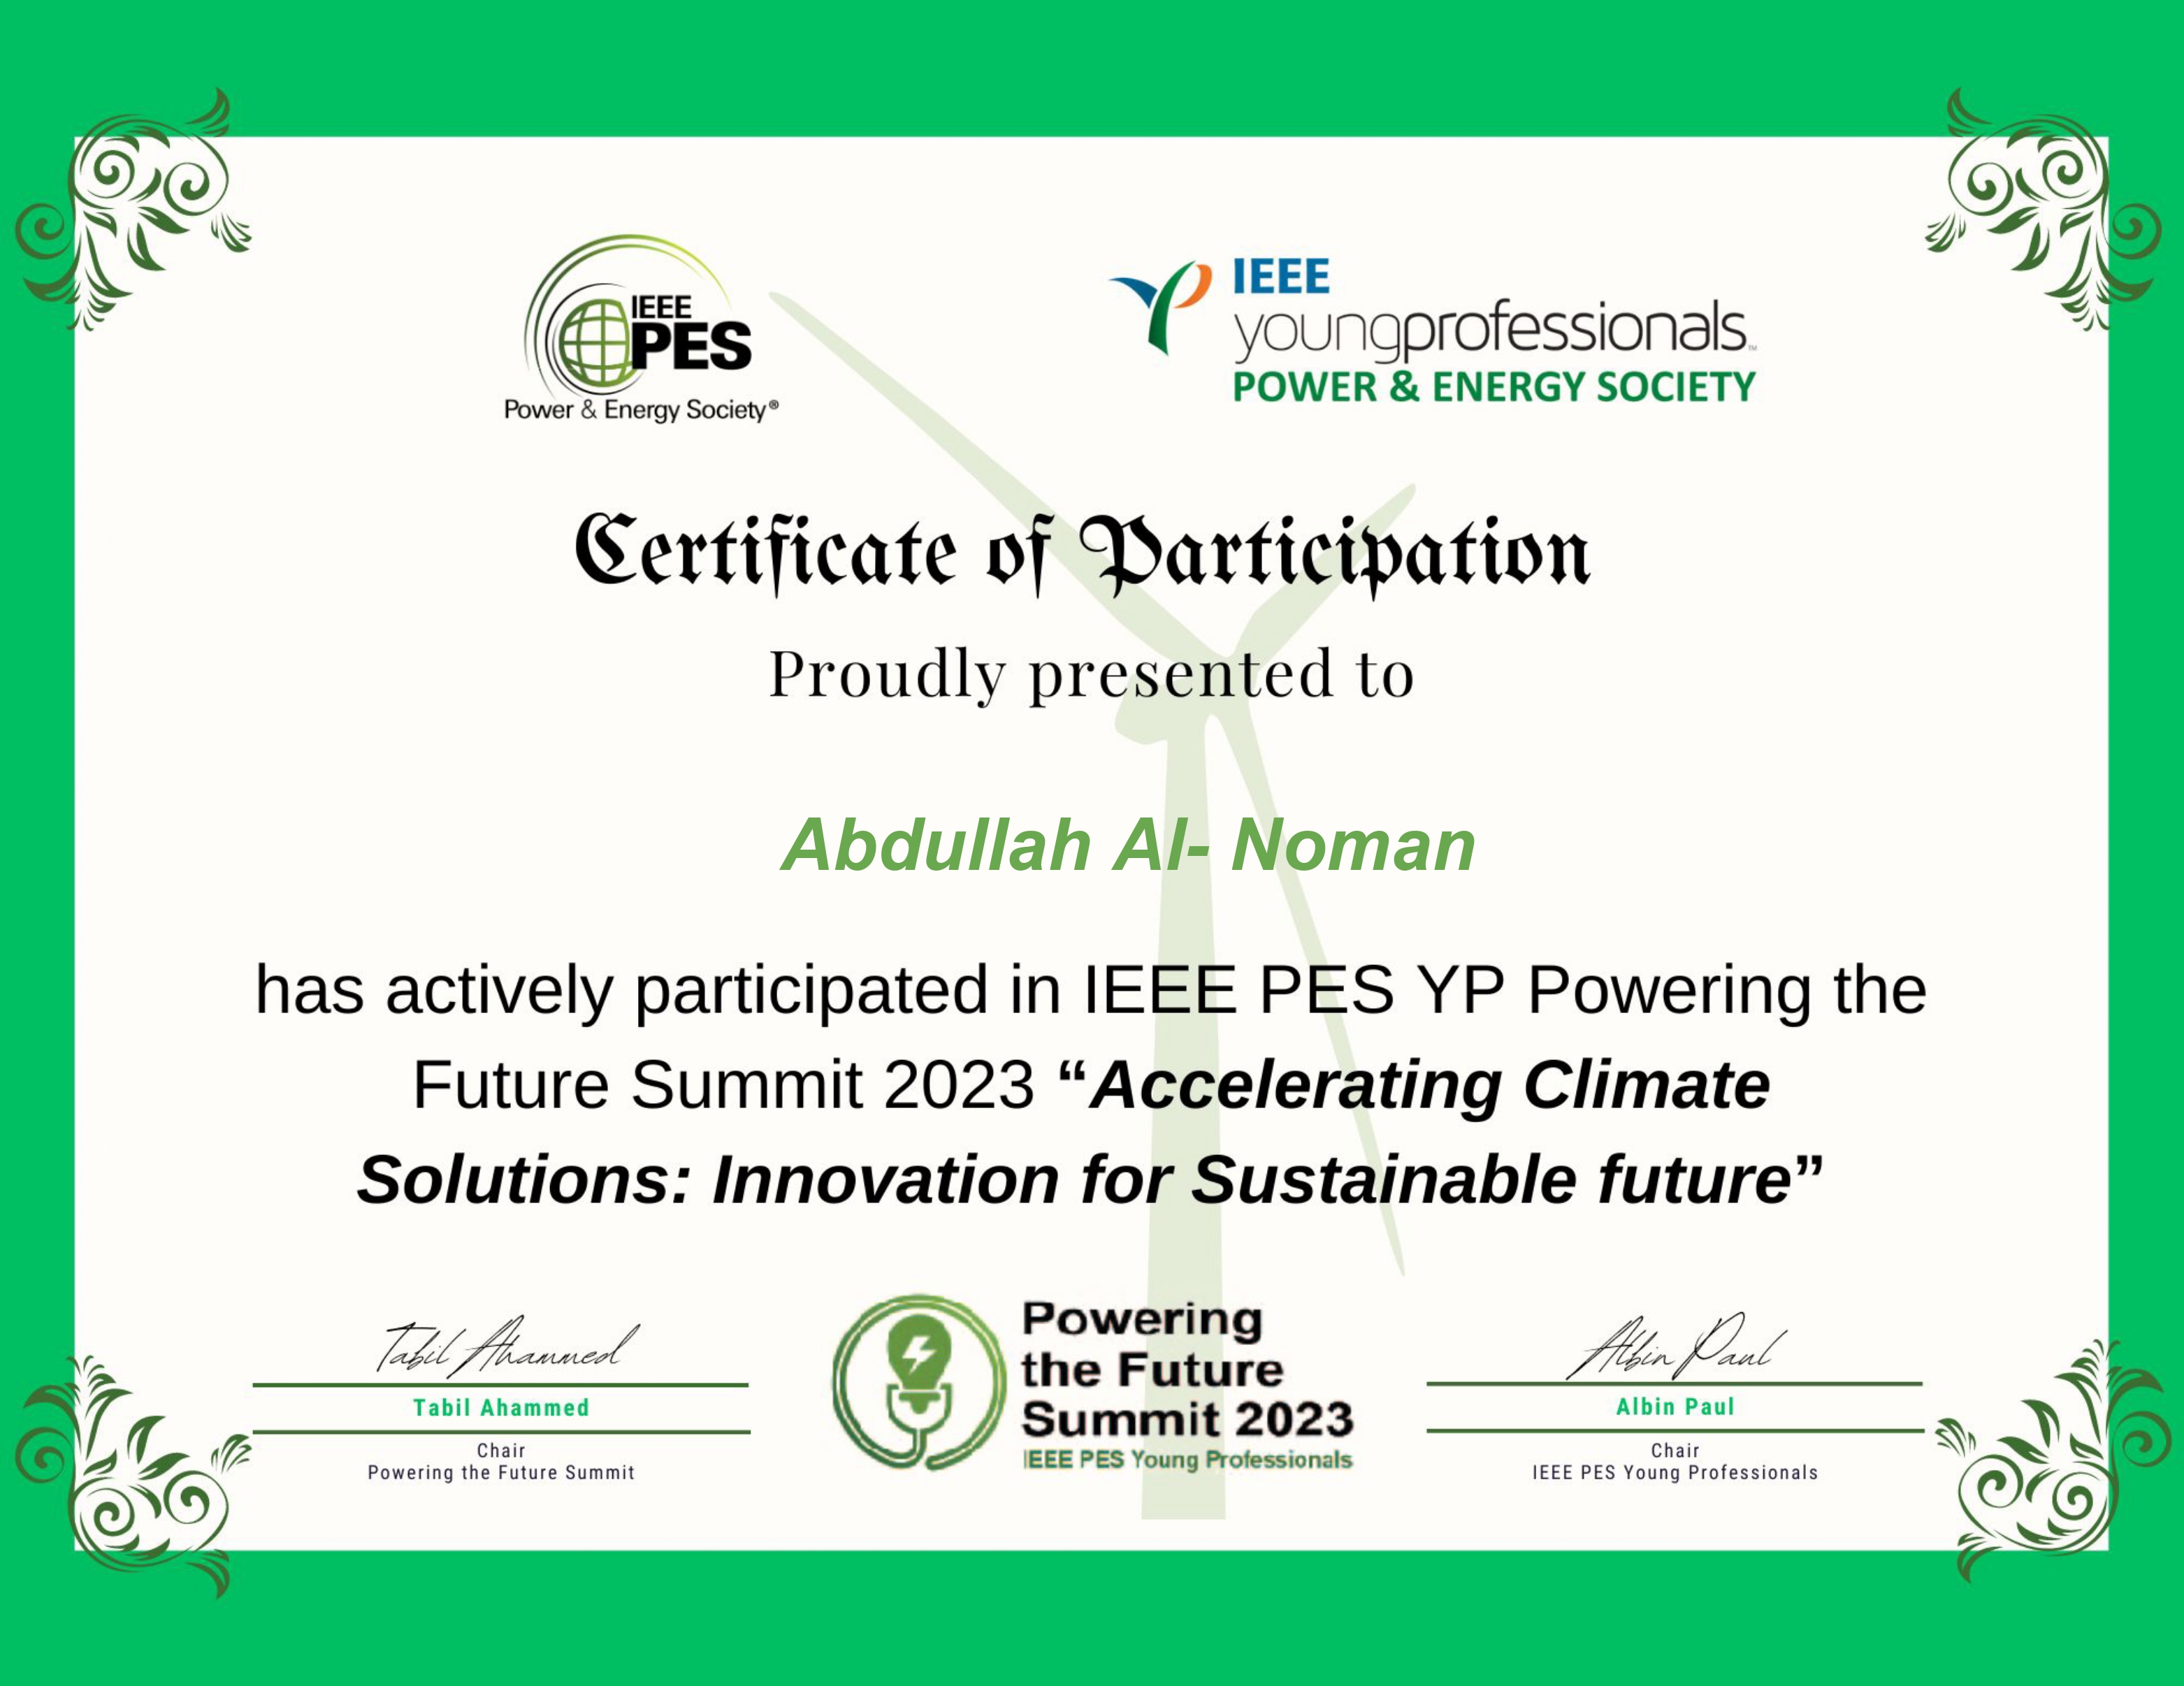 IEEE
PES
Power & Energy Society®
IEEE
youngprofessionals™
POWER & ENERGY SOCIETY
Certificate of Participation
Proudly presented to
Abdullah Al- Noman
has actively participated in IEEE PES YP Powering the
Future Summit 2023 “Accelerating Climate
Solutions: Innovation for Sustainable future”
Tabil Ahammed
Tabil Ahammed
Chair
Powering the Future Summit
Powering
the Future
Summit 2023
IEEE PES Young Professionals
Albin Paul
Albin Paul
Chair
IEEE PES Young Professionals